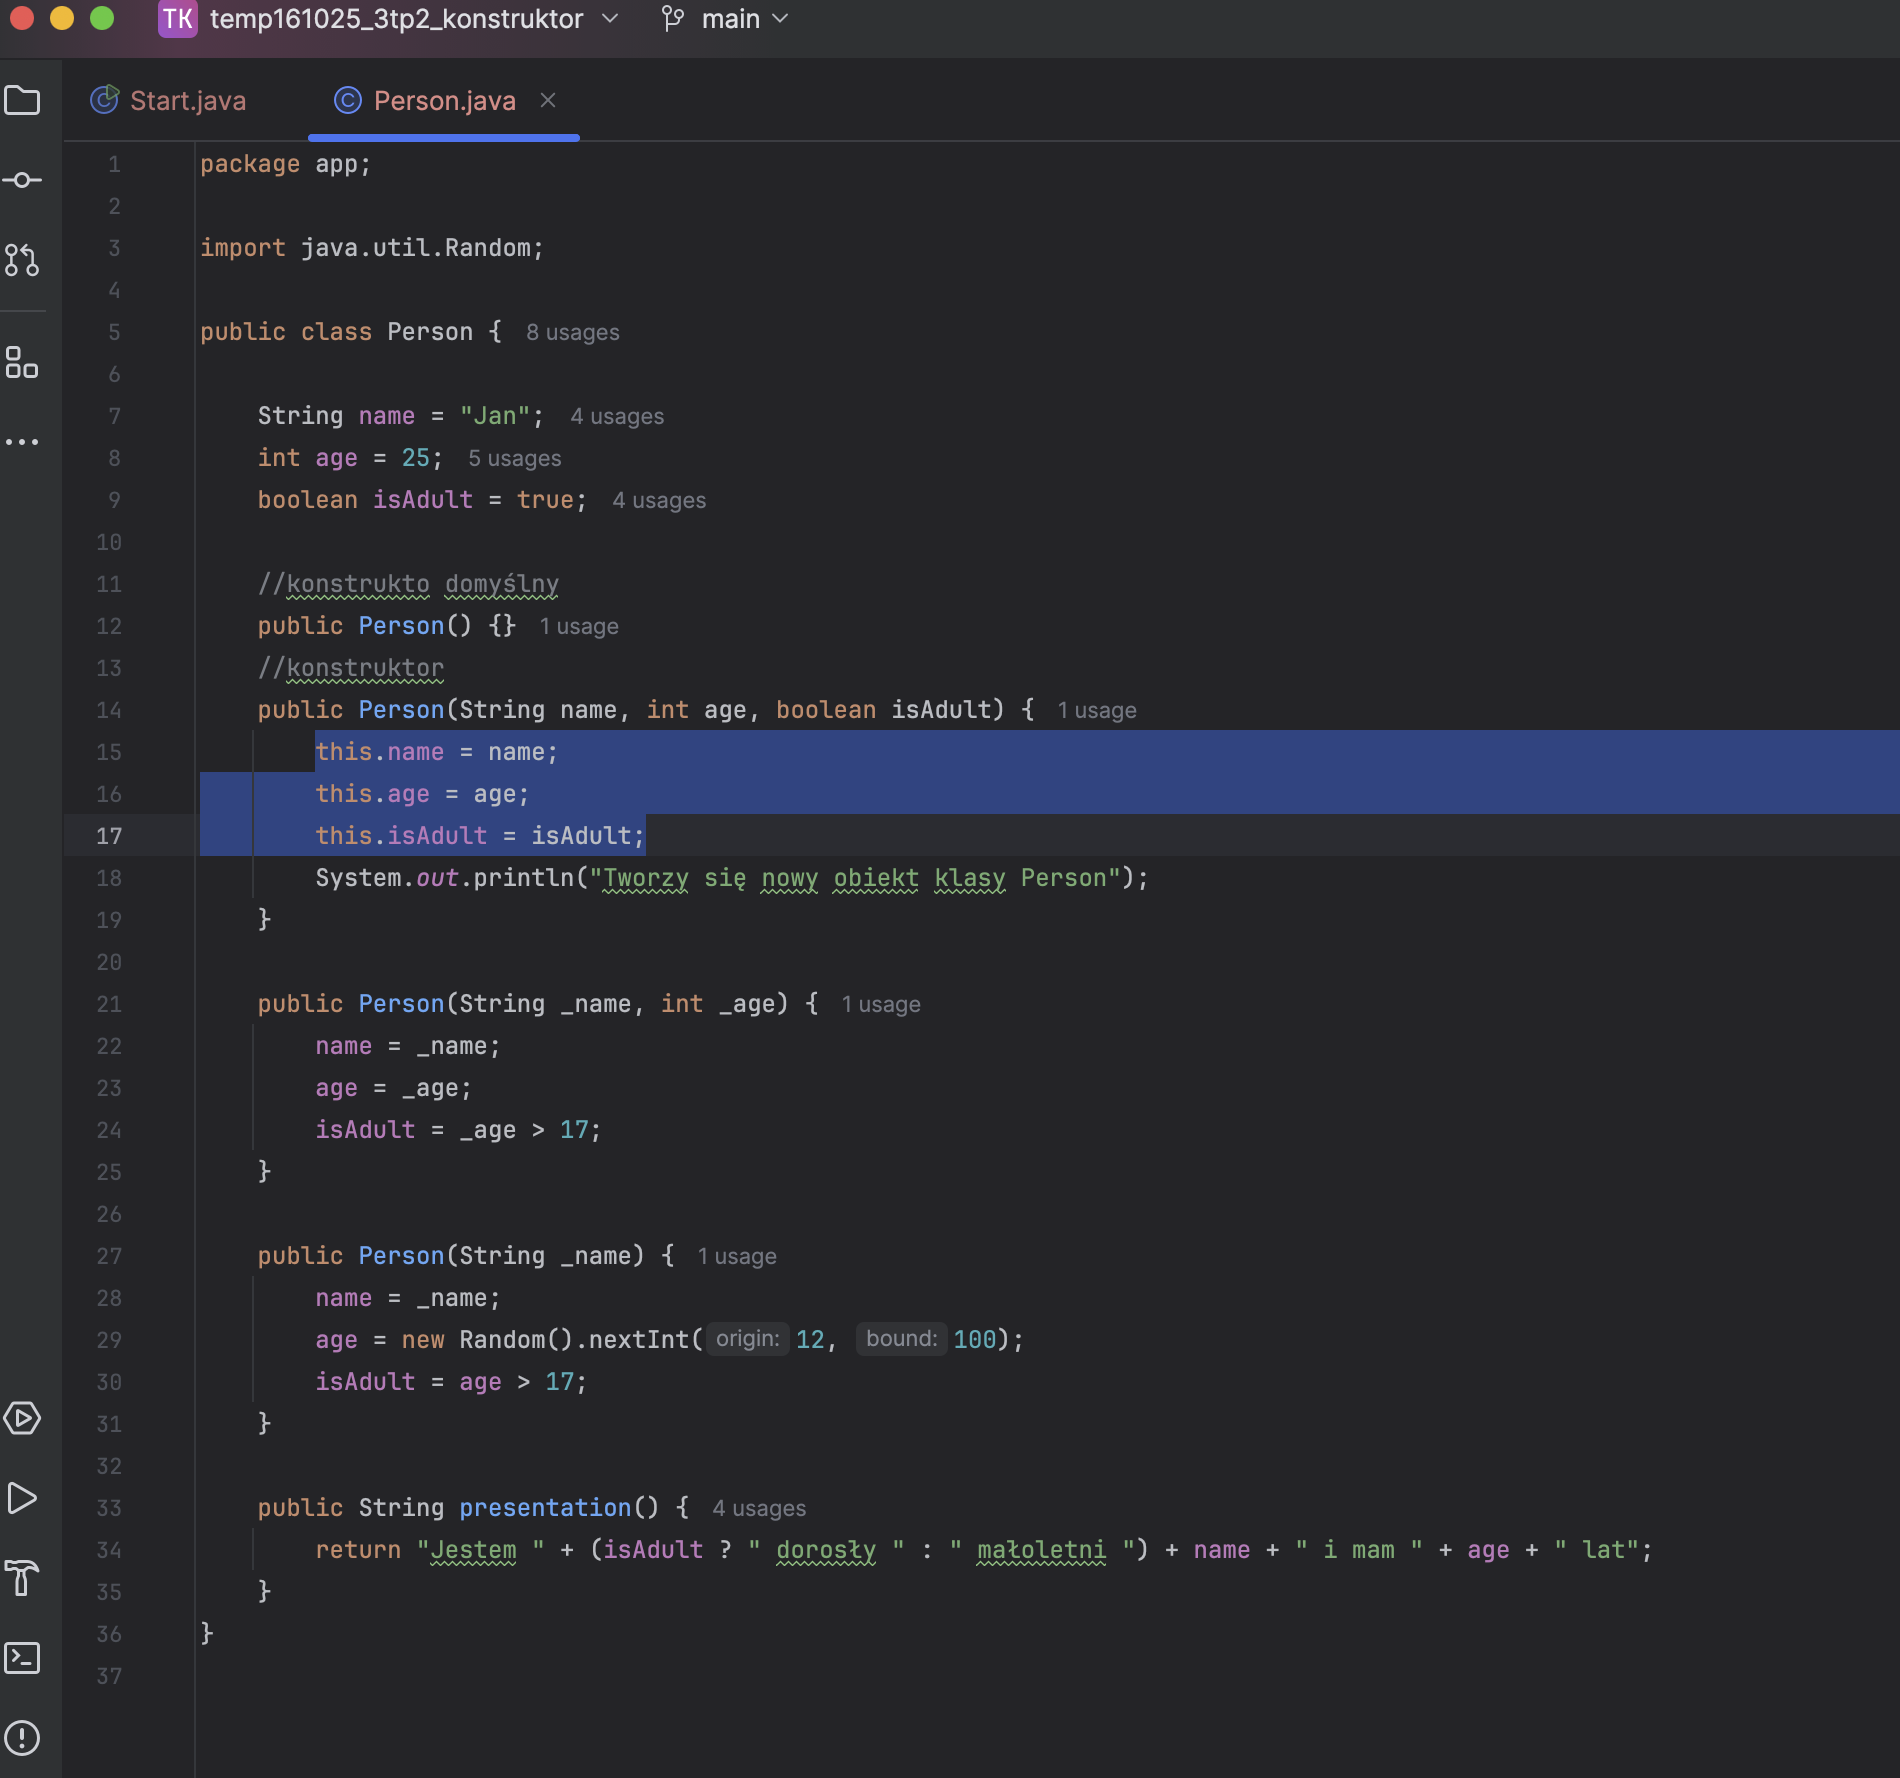 TK temp161025_3tp2_konstruktor main
Start.java Person.java
1 package app;
2
3 import java.util.Random;
4
5 public class Person { 8 usages
6
7 String name = "Jan"; 4 usages
8 int age = 25; 5 usages
9 boolean isAdult = true; 4 usages
10
11 //konstrukto domyślny
12 public Person() {} 1 usage
13 //konstruktor
14 public Person(String name, int age, boolean isAdult) { 1 usage
15 this.name = name;
16 this.age = age;
17 this.isAdult = isAdult;
18 System.out.println("Tworzy się nowy obiekt klasy Person");
19 }
20
21 public Person(String _name, int _age) { 1 usage
22 name = _name;
23 age = _age;
24 isAdult = _age > 17;
25 }
26
27 public Person(String _name) { 1 usage
28 name = _name;
29 age = new Random().nextInt( origin: 12, bound: 100);
30 isAdult = age > 17;
31 }
32
33 public String presentation() { 4 usages
34 return "Jestem " + (isAdult ? " dorosły " : " małoletni ") + name + " i mam " + age + " lat";
35 }
36 }
37